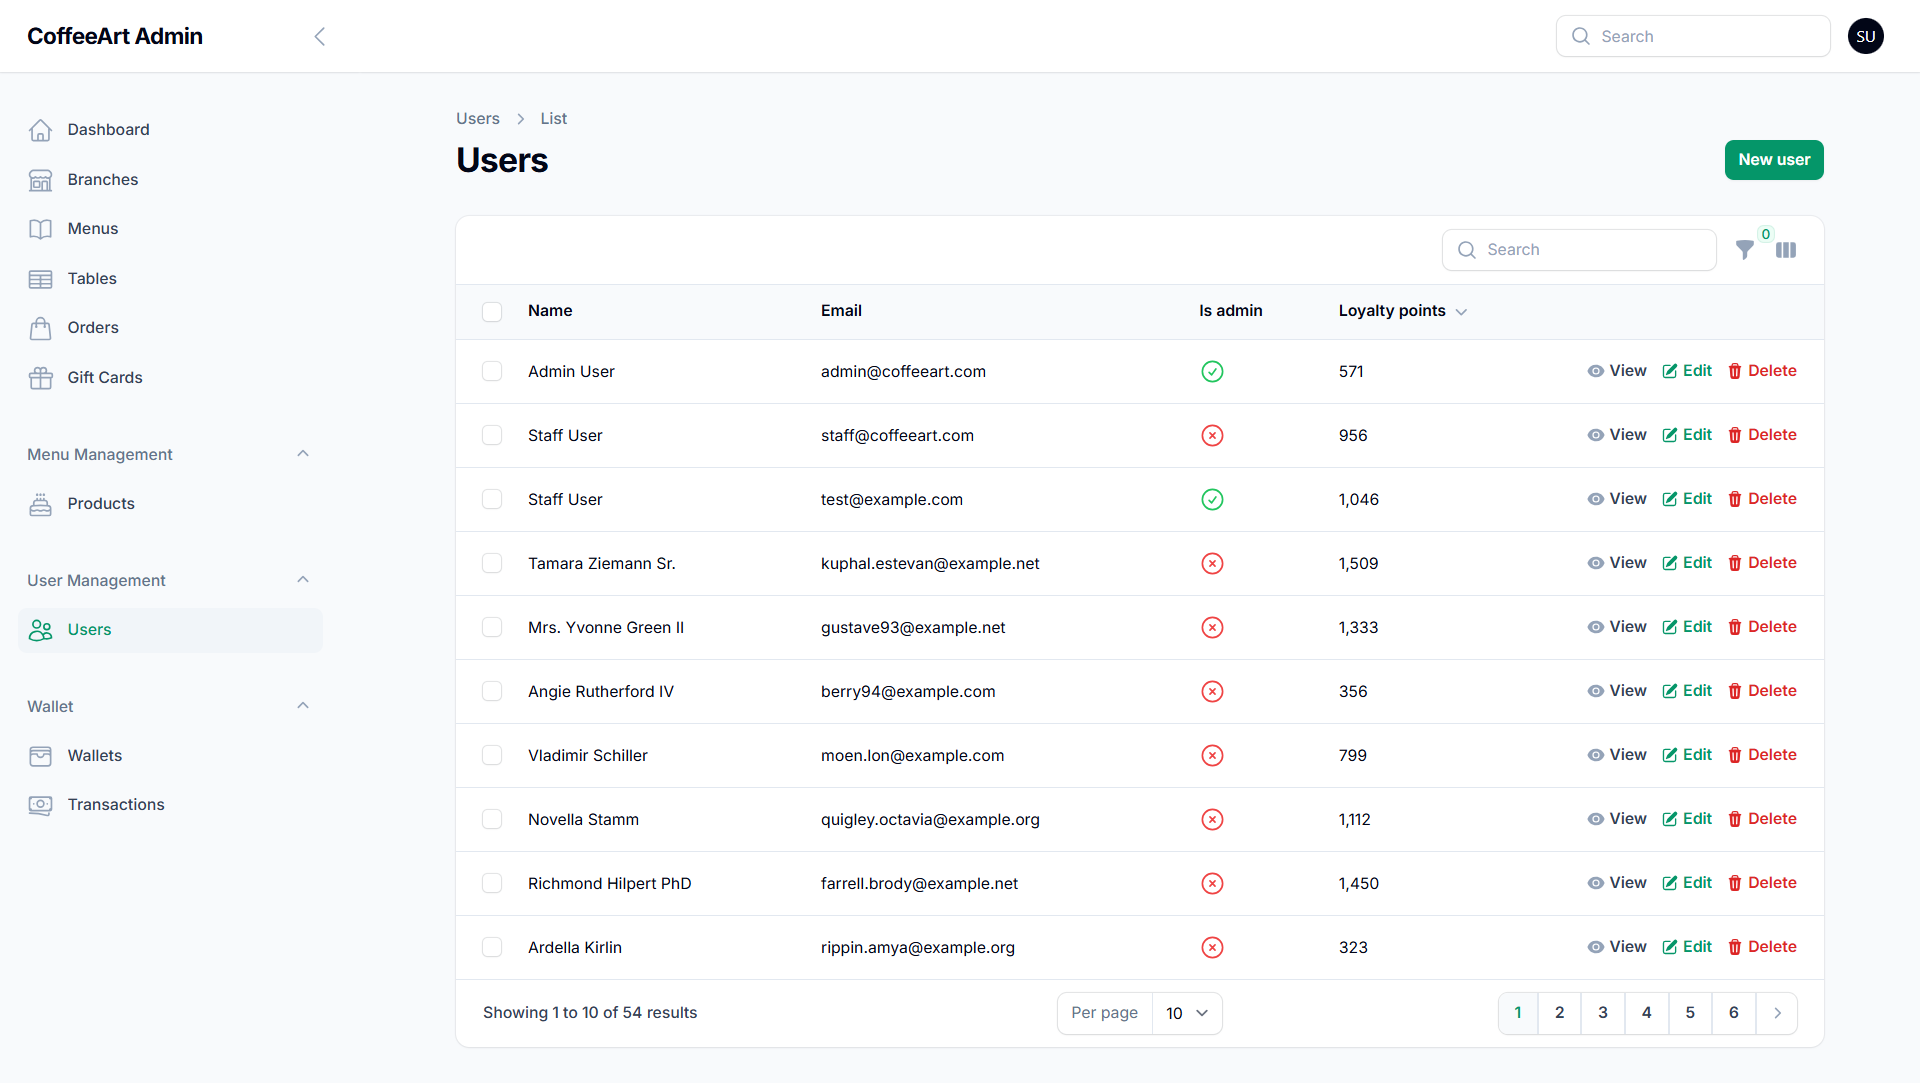 CoffeeArt Admin
Search
SU
Dashboard
Branches
Menus
Tables
Orders
Gift Cards
Menu Management
Products
User Management
Users
Wallet
Wallets
Transactions
Users > List
Users
New user
Search
0
Name Email Is admin Loyalty points
Admin User admin@coffeeart.com 571 View Edit Delete
Staff User staff@coffeeart.com 956 View Edit Delete
Staff User test@example.com 1,046 View Edit Delete
Tamara Ziemann Sr. kuphal.estevan@example.net 1,509 View Edit Delete
Mrs. Yvonne Green II gustave93@example.net 1,333 View Edit Delete
Angie Rutherford IV berry94@example.com 356 View Edit Delete
Vladimir Schiller moen.lon@example.com 799 View Edit Delete
Novella Stamm quigley.octavia@example.org 1,112 View Edit Delete
Richmond Hilpert PhD farrell.brody@example.net 1,450 View Edit Delete
Ardella Kirlin rippin.amya@example.org 323 View Edit Delete
Showing 1 to 10 of 54 results Per page 10 1 2 3 4 5 6